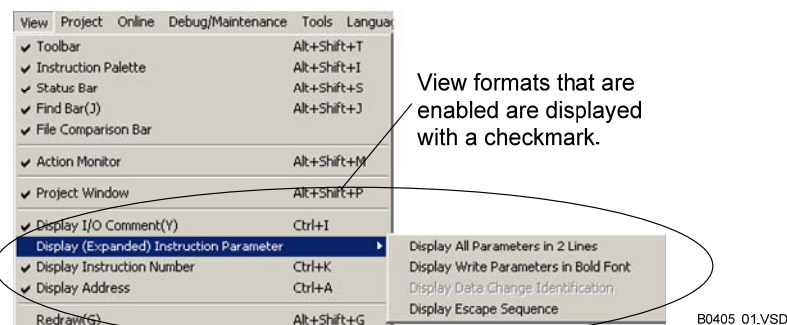 View Project Online Debug/Maintenance Tools
Toolbar Alt+Shift+T
Instruction Palette Alt+Shift+I
Status Bar Alt+Shift+S
Find Bar(J) Alt+Shift+J
File Comparison Bar
Action Monitor Alt+Shift+M
Project Window Alt+Shift+P
Display I/O Comment(Y) Ctrl+I
Display (Expanded) Instruction Parameter
Display Instruction Number Ctrl+K
Display Address Ctrl+A
Redraw(G) Alt+Shift+G
View formats that are
enabled are displayed
with a checkmark.
Display All Parameters in 2 Lines
Display Write Parameters in Bold Font
Display Data Change Identification
Display Escape Sequence
B0405_01.VSD